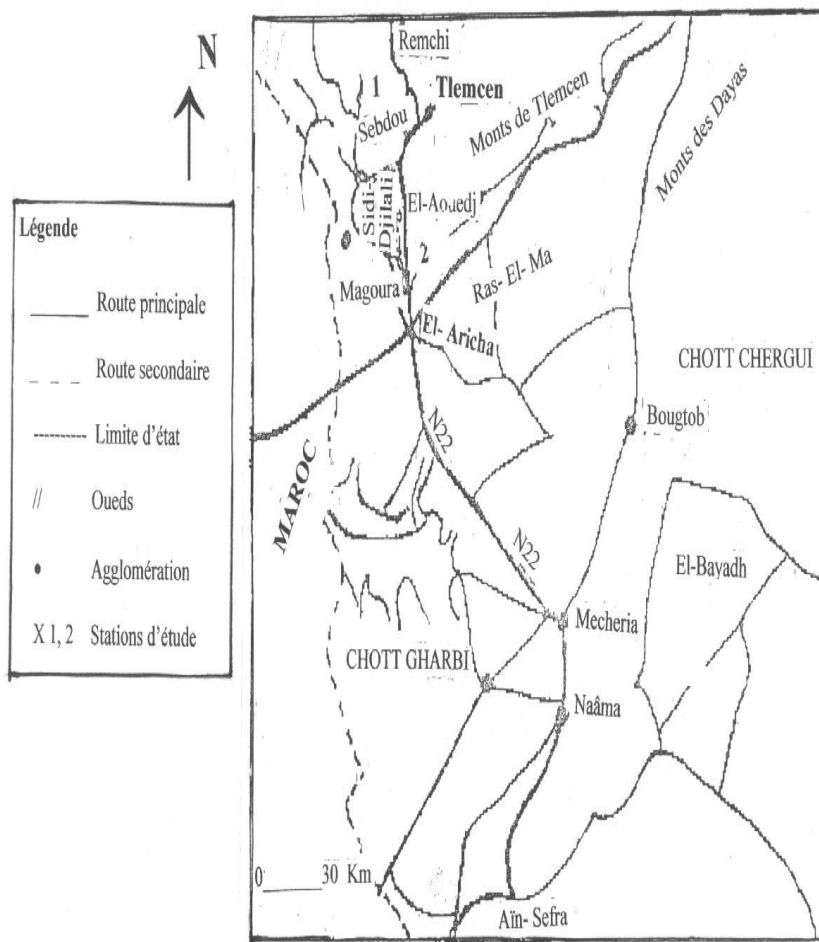 N
Légende
Route principale
Route secondaire
Limite d'état
// Oueds
Agglomération
X 1, 2 Stations d'étude
Remchi
1
Tlemcen
Sebdou
Monts de Tlemcen
Monts des Dayas
Sidi-
Djilali
El-Aouedj
2
Ras- El- Ma
Magoura
El- Aricha
CHOTT CHERGUI
Bougtob
N22
MAROC
N22
El-Bayadh
Mecheria
CHOTT GHARBI
Naâma
0 30 Km
Aïn- Sefra